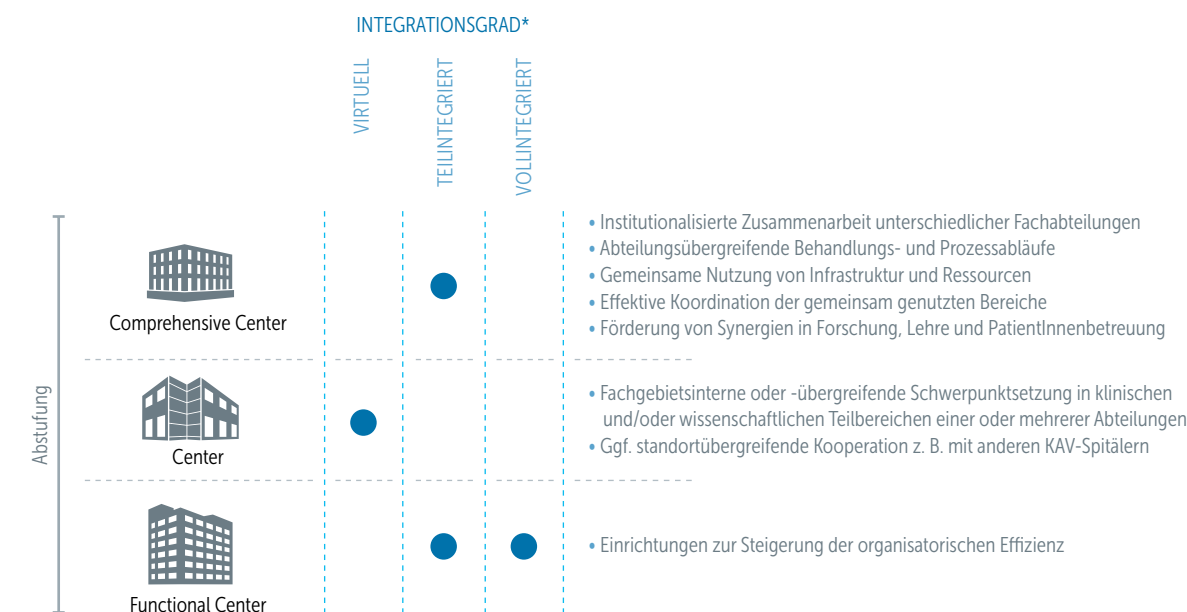 INTEGRATIONSGRAD*
VIRTUELL
TEILINTEGRIERT
VOLLINTEGRIERT
Abstufung
Comprehensive Center
• Institutionalisierte Zusammenarbeit unterschiedlicher Fachabteilungen
• Abteilungsübergreifende Behandlungs- und Prozessabläufe
• Gemeinsame Nutzung von Infrastruktur und Ressourcen
• Effektive Koordination der gemeinsam genutzten Bereiche
• Förderung von Synergien in Forschung, Lehre und PatientInnenbetreuung
Center
• Fachgebietsinterne oder -übergreifende Schwerpunktsetzung in klinischen
und/oder wissenschaftlichen Teilbereichen einer oder mehrerer Abteilungen
• Ggf. standortübergreifende Kooperation z. B. mit anderen KAV-Spitälern
Functional Center
• Einrichtungen zur Steigerung der organisatorischen Effizienz